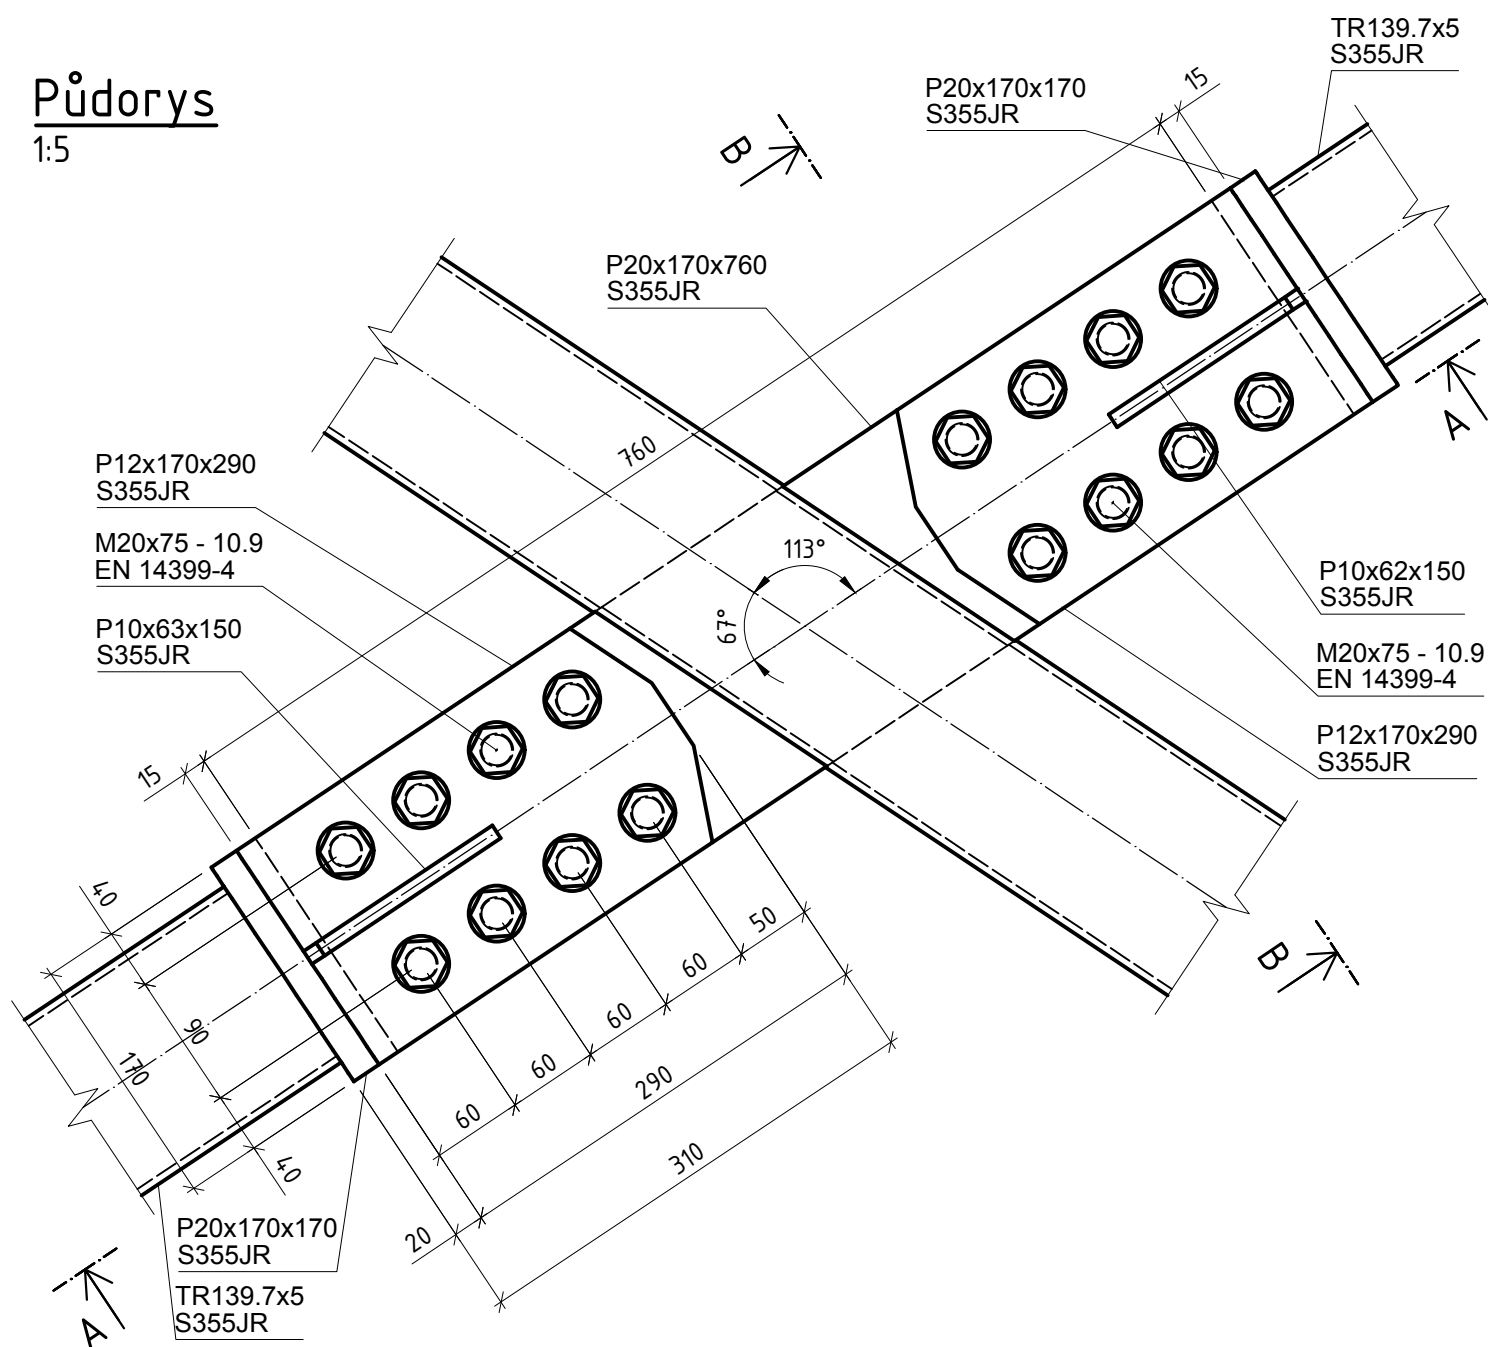 Půdorys
1:5
TR139.7x5
S355JR
P20x170x170
S355JR
15
B
P20x170x760
S355JR
760
A
P12x170x290
S355JR
M20x75 - 10.9
EN 14399-4
P10x63x150
S355JR
113°
67°
P10x62x150
S355JR
M20x75 - 10.9
EN 14399-4
P12x170x290
S355JR
15
40
90
170
40
50
60
60
60
60
290
310
20
B
P20x170x170
S355JR
TR139.7x5
S355JR
A